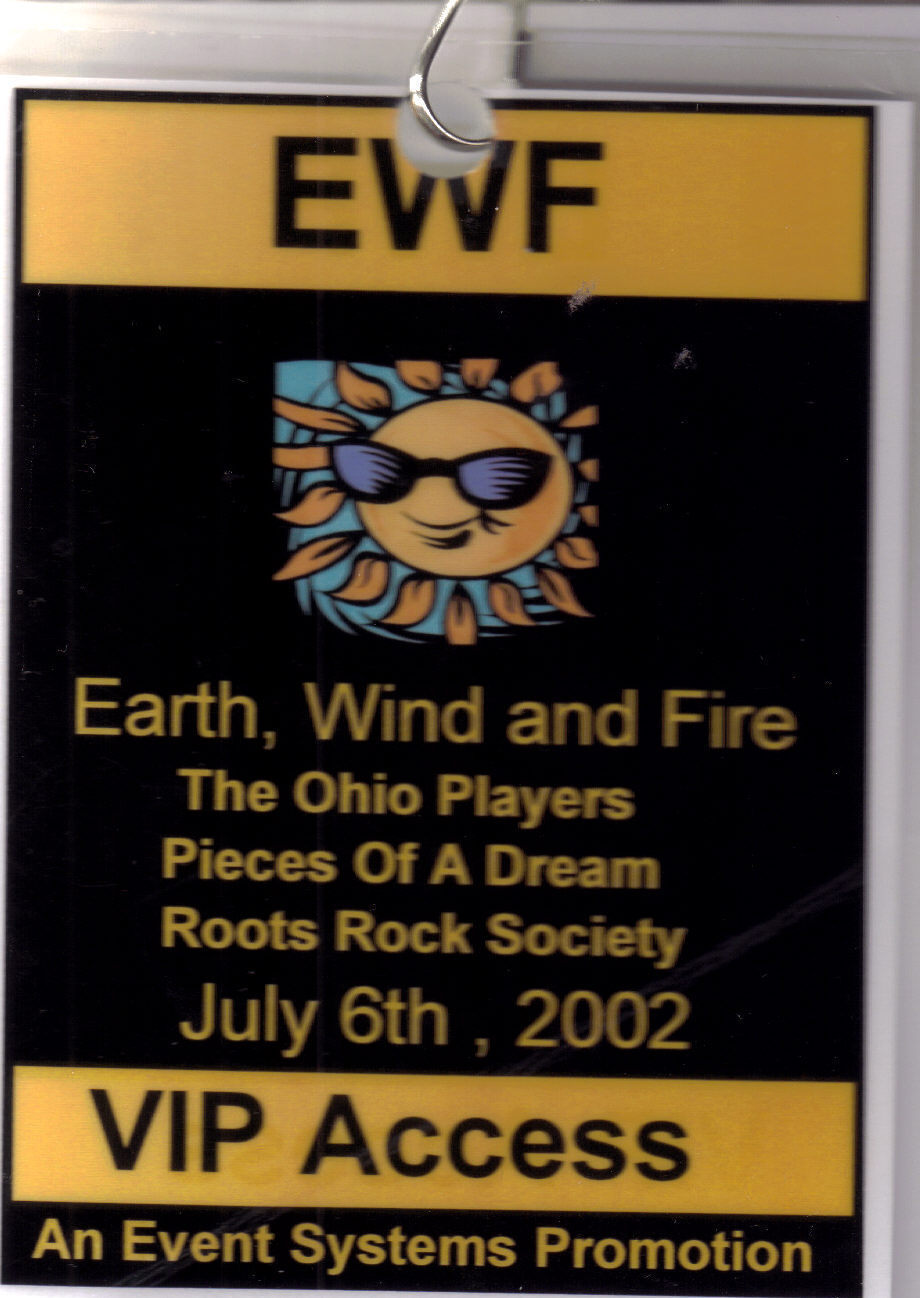 EWF
Earth, Wind and Fire
The Ohio Players
Pieces Of A Dream
Roots Rock Society
July 6th , 2002
VIP Access
An Event Systems Promotion